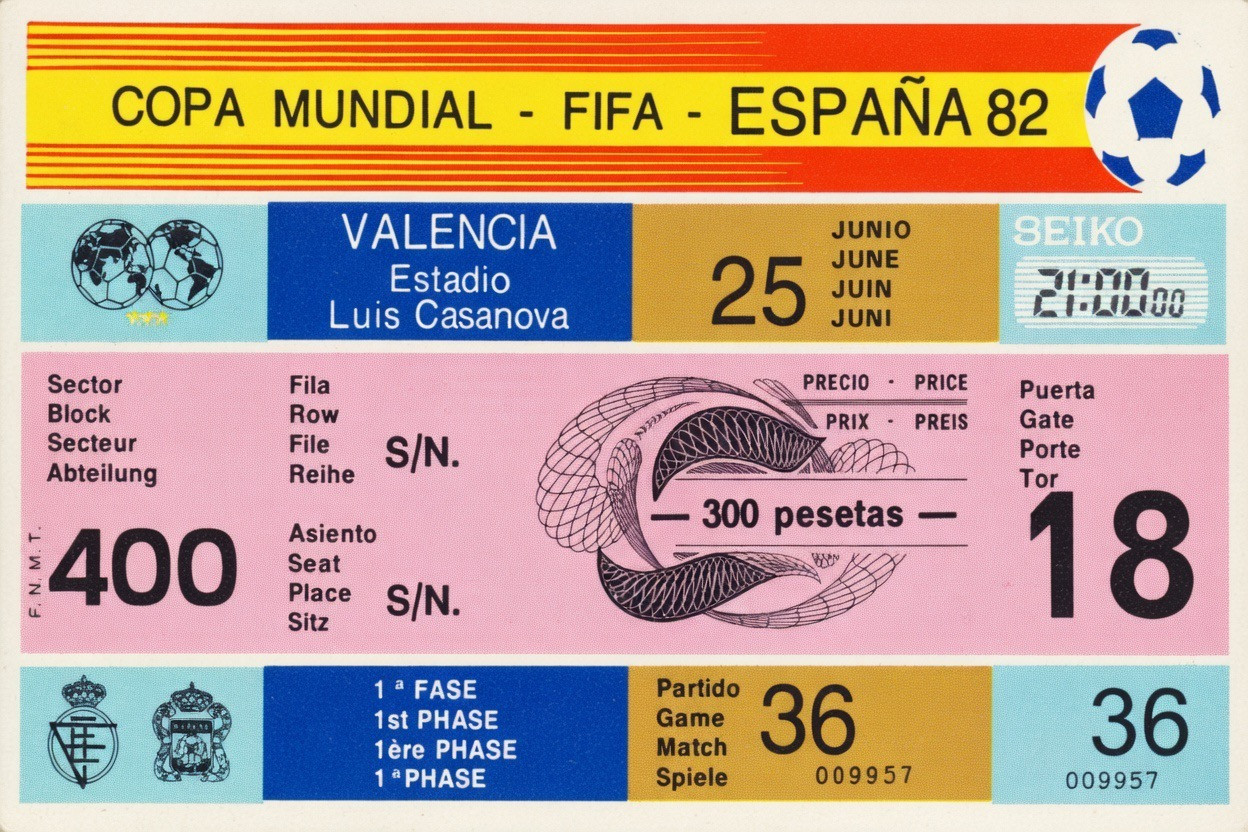 COPA MUNDIAL - FIFA - ESPAÑA 82
VALENCIA
Estadio
Luis Casanova
25
JUNIO
JUNE
JUIN
JUNI
SEIKO
21:00 00
Sector
Block
Secteur
Abteilung
400
F. N. M. T.
Fila
Row
File
Reihe
S/N.
Asiento
Seat
Place
Sitz
S/N.
PRECIO · PRICE
PRIX · PREIS
— 300 pesetas —
Puerta
Gate
Porte
Tor
18
1ª FASE
1st PHASE
1ère PHASE
1ª PHASE
Partido
Game
Match
Spiele
36
009957
36
009957